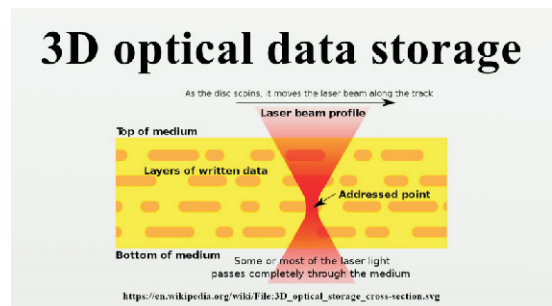 3D optical data storage
As the disc scoins, it moves the laser beam along the track
Laser beam profile
Top of medium
Layers of written data
Addressed point
Bottom of medium
Some or most of the laser light
passes completely through the medium
https://en.wikipedia.org/wiki/File:3D_optical_storage_cross-section.svg